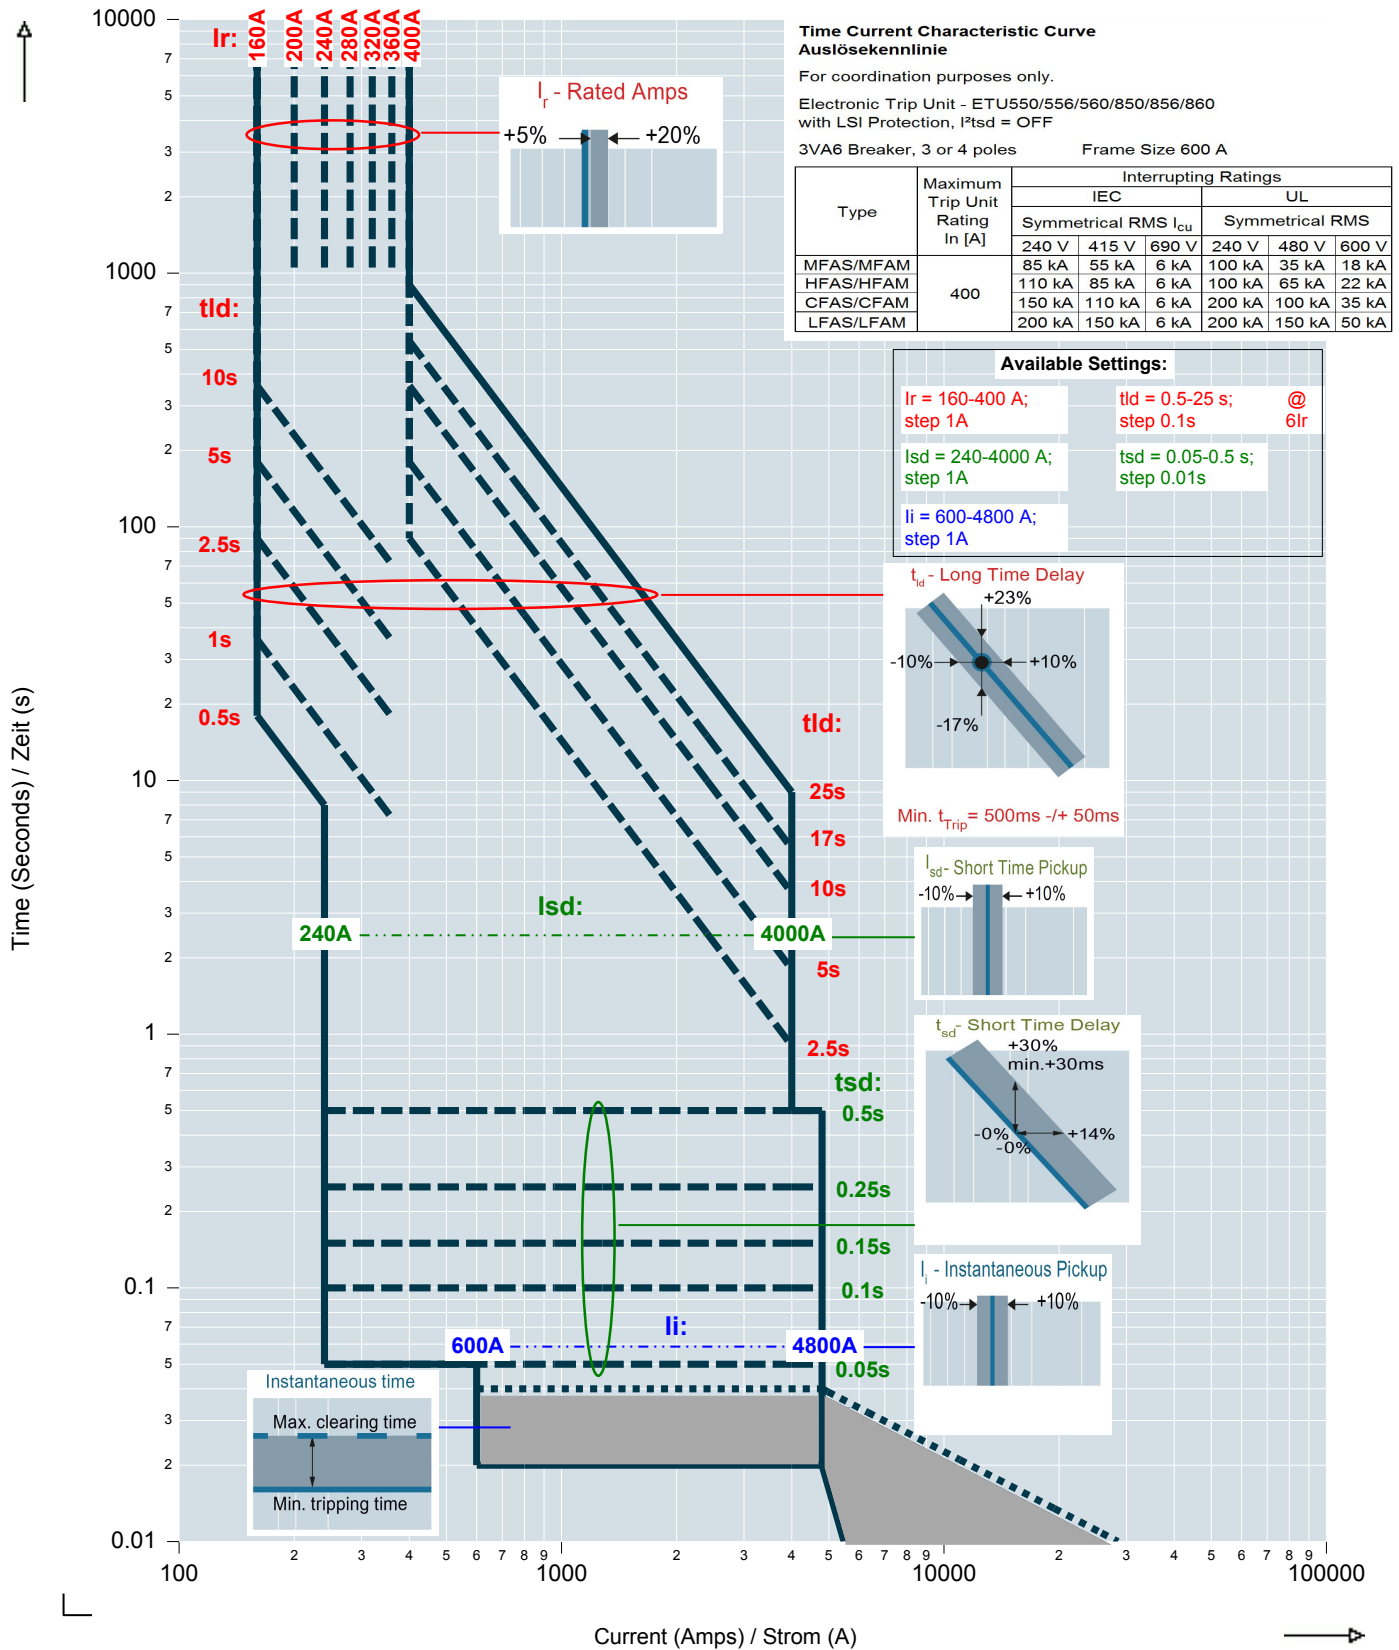 Time Current Characteristic Curve
Auslösekennlinie
For coordination purposes only.
Electronic Trip Unit - ETU550/556/560/850/856/860
with LSI Protection, I²tsd = OFF
3VA6 Breaker, 3 or 4 poles Frame Size 600 A
Type Maximum Trip Unit Rating In [A] Interrupting Ratings
IEC UL
Symmetrical RMS Icu Symmetrical RMS
240 V 415 V 690 V 240 V 480 V 600 V
MFAS/MFAM 400 85 kA 55 kA 6 kA 100 kA 35 kA 18 kA
HFAS/HFAM 110 kA 85 kA 6 kA 100 kA 65 kA 22 kA
CFAS/CFAM 150 kA 110 kA 6 kA 200 kA 100 kA 35 kA
LFAS/LFAM 200 kA 150 kA 6 kA 200 kA 150 kA 50 kA
Available Settings:
Ir = 160-400 A; tld = 0.5-25 s; @
step 1A step 0.1s 6Ir
Isd = 240-4000 A; tsd = 0.05-0.5 s;
step 1A step 0.01s
Ii = 600-4800 A;
step 1A
Ir: 160A 200A 240A 280A 320A 360A 400A
Ir - Rated Amps
+5% +20%
tld:
10s
5s
2.5s
1s
0.5s
tld - Long Time Delay
+23%
-10% +10%
-17%
Min. tTrip= 500ms -/+ 50ms
tld:
25s
17s
10s
5s
2.5s
Isd:
240A 4000A
Isd- Short Time Pickup
-10% +10%
tsd- Short Time Delay
+30%
min.+30ms
-0% +14%
-0%
tsd:
0.5s
0.25s
0.15s
0.1s
0.05s
Ii:
600A 4800A
Ii - Instantaneous Pickup
-10% +10%
Instantaneous time
Max. clearing time
Min. tripping time
Time (Seconds) / Zeit (s)
10000
7
5
3
2
1000
7
5
3
2
100
7
5
3
2
10
7
5
3
2
1
7
5
3
2
0.1
7
5
3
2
0.01
2 3 4 5 6 7 8 9 2 3 4 5 6 7 8 9 2 3 4 5 6 7 8 9
100 1000 10000 100000
Current (Amps) / Strom (A)